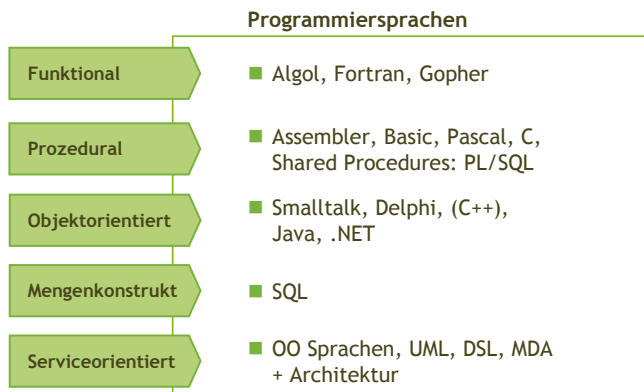 Programmiersprachen
Funktional
■ Algol, Fortran, Gopher
Prozedural
■ Assembler, Basic, Pascal, C,
Shared Procedures: PL/SQL
Objektorientiert
■ Smalltalk, Delphi, (C++),
Java, .NET
Mengenkonstrukt
■ SQL
Serviceorientiert
■ OO Sprachen, UML, DSL, MDA
+ Architektur